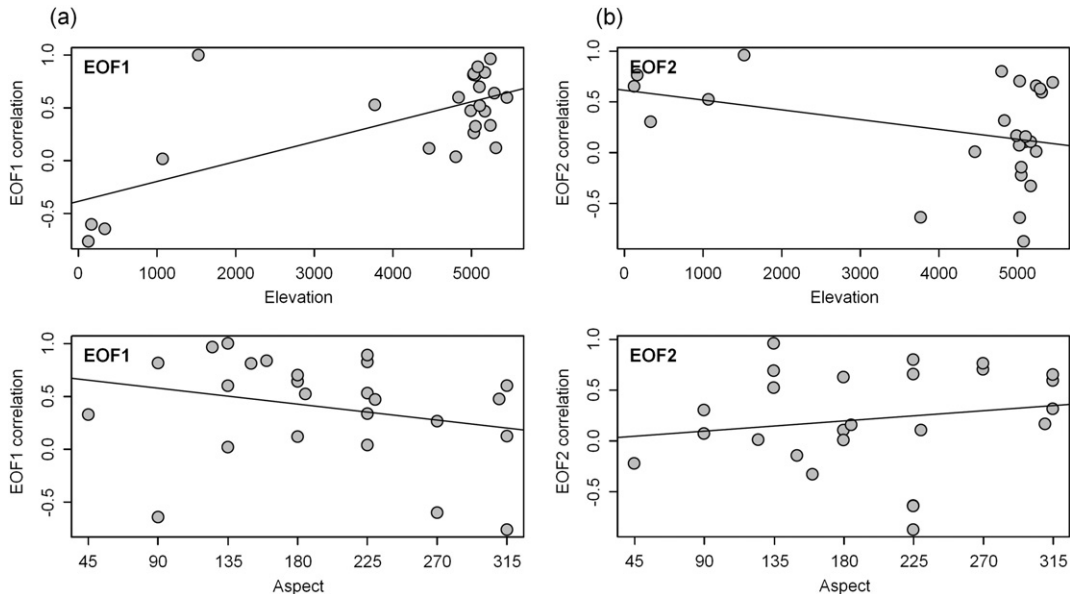 (a)
EOF1
EOF1 correlation
1.0
0.5
0.0
-0.5
0 1000 2000 3000 4000 5000
Elevation
(b)
EOF2
EOF2 correlation
1.0
0.5
0.0
-0.5
0 1000 2000 3000 4000 5000
Elevation
EOF1
EOF1 correlation
1.0
0.5
0.0
-0.5
45 90 135 180 225 270 315
Aspect
EOF2
EOF2 correlation
1.0
0.5
0.0
-0.5
45 90 135 180 225 270 315
Aspect